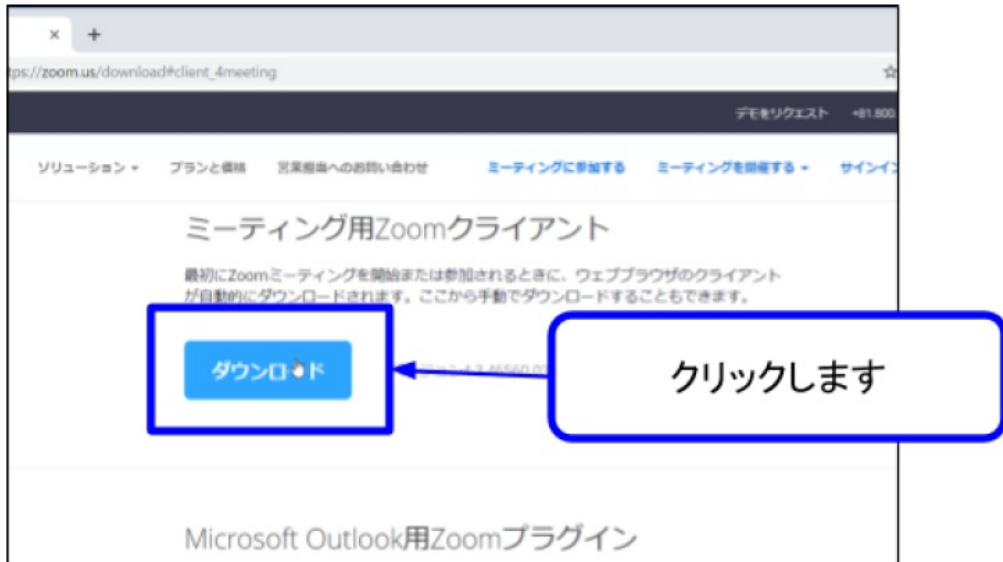 × +
tps://zoom.us/download#client_4meeting
デモをリクエスト +81.800.
ソリューション プランと価格 営業担当へのお問い合わせ ミーティングに参加する ミーティングを開催する サインイン
ミーティング用Zoomクライアント
最初にZoomミーティングを開始または参加されるときに、ウェブブラウザのクライアント
が自動的にダウンロードされます。ここから手動でダウンロードすることもできます。
ダウンロード
クリックします
Microsoft Outlook用Zoomプラグイン